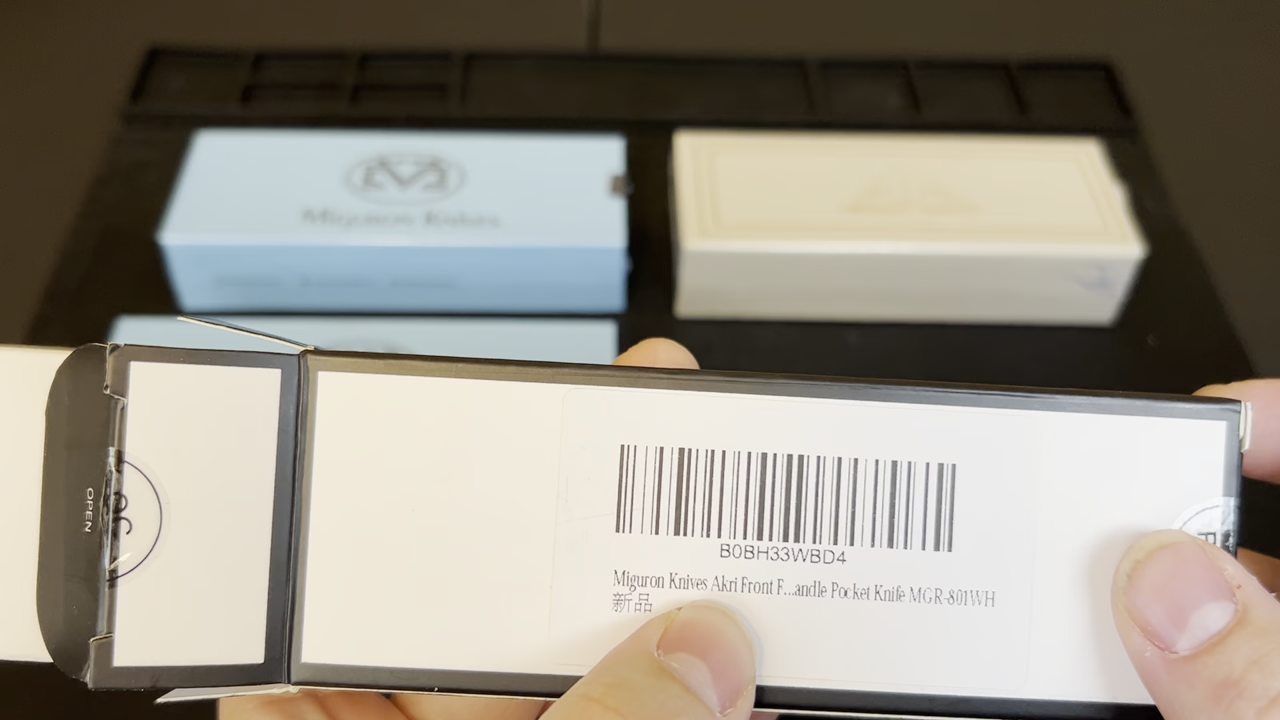 Miguron Knives
OPEN
B0BH33WBD4
Miguron Knives Akri Front F...andle Pocket Knife MGR-801WH
新品